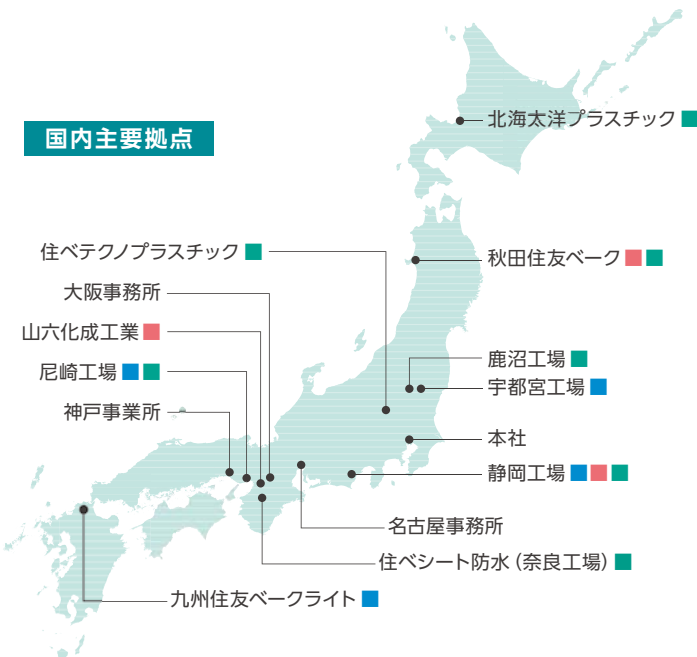 国内主要拠点
北海太洋プラスチック
住ベテクノプラスチック
秋田住友ベーク
大阪事務所
山六化成工業
尼崎工場
鹿沼工場
宇都宮工場
神戸事業所
本社
静岡工場
名古屋事務所
住ベシート防水（奈良工場）
九州住友ベークライト